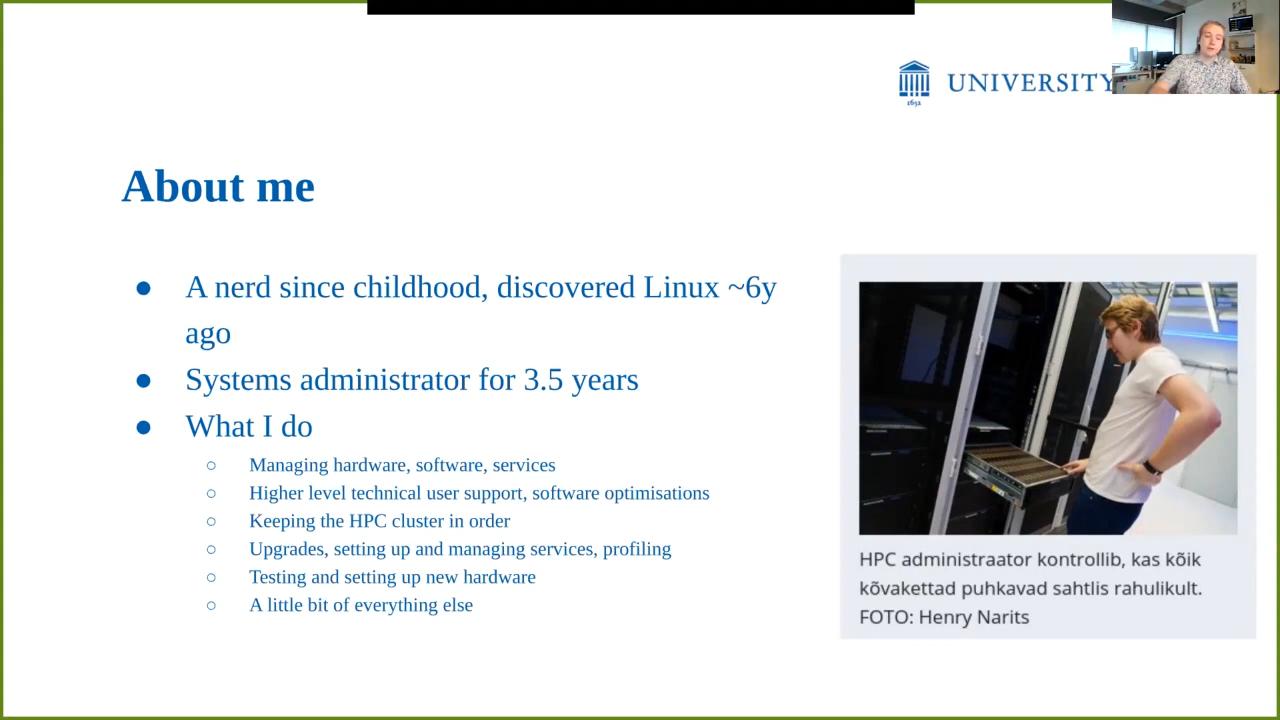 UNIVERSITY
1632
About me
● A nerd since childhood, discovered Linux ~6y
ago
● Systems administrator for 3.5 years
● What I do
○ Managing hardware, software, services
○ Higher level technical user support, software optimisations
○ Keeping the HPC cluster in order
○ Upgrades, setting up and managing services, profiling
○ Testing and setting up new hardware
○ A little bit of everything else
HPC administraator kontrollib, kas kõik
kõvakettad puhkavad sahtlis rahulikult.
FOTO: Henry Narits